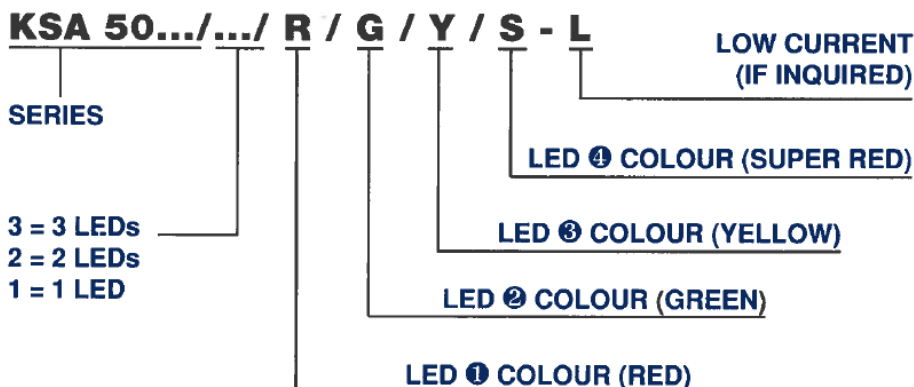 KSA 50.../.../ R / G / Y / S - L
LOW CURRENT
(IF INQUIRED)
SERIES
LED ❹ COLOUR (SUPER RED)
3 = 3 LEDs
2 = 2 LEDs
1 = 1 LED
LED ❸ COLOUR (YELLOW)
LED ❷ COLOUR (GREEN)
LED ❶ COLOUR (RED)